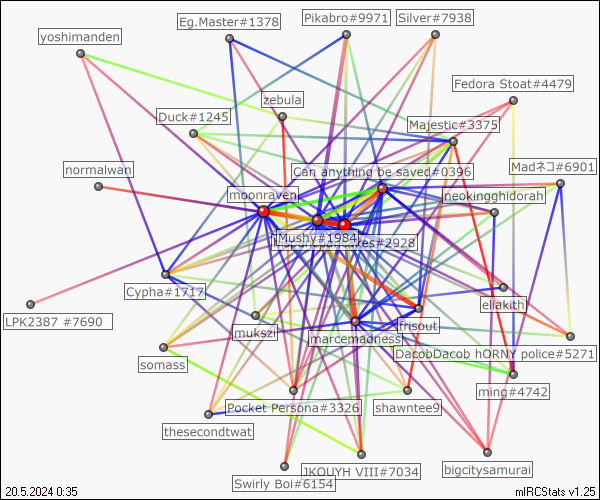 Pikabro#9971
Silver#7938
Eg.Master#1378
yoshimanden
Fedora Stoat#4479
zebula
Duck#1245
Majestic#3375
Madネコ#6901
normalwan
Can anything be saved#0396
moonraven
neokingghidorah
Mushy#1984
akes#2928
Cypha#1717
eliakith
LPK2387 #7690
frisout
mukszi
marcemadness
DacobDacob hORNY police#5271
somass
ming#4742
Pocket Persona#3326
shawntee9
thesecondtwat
JKQUYH VIII#7034
bigcitysamurai
Swirly Boi#6154
20.5.2024 0:35
mIRCStats v1.25